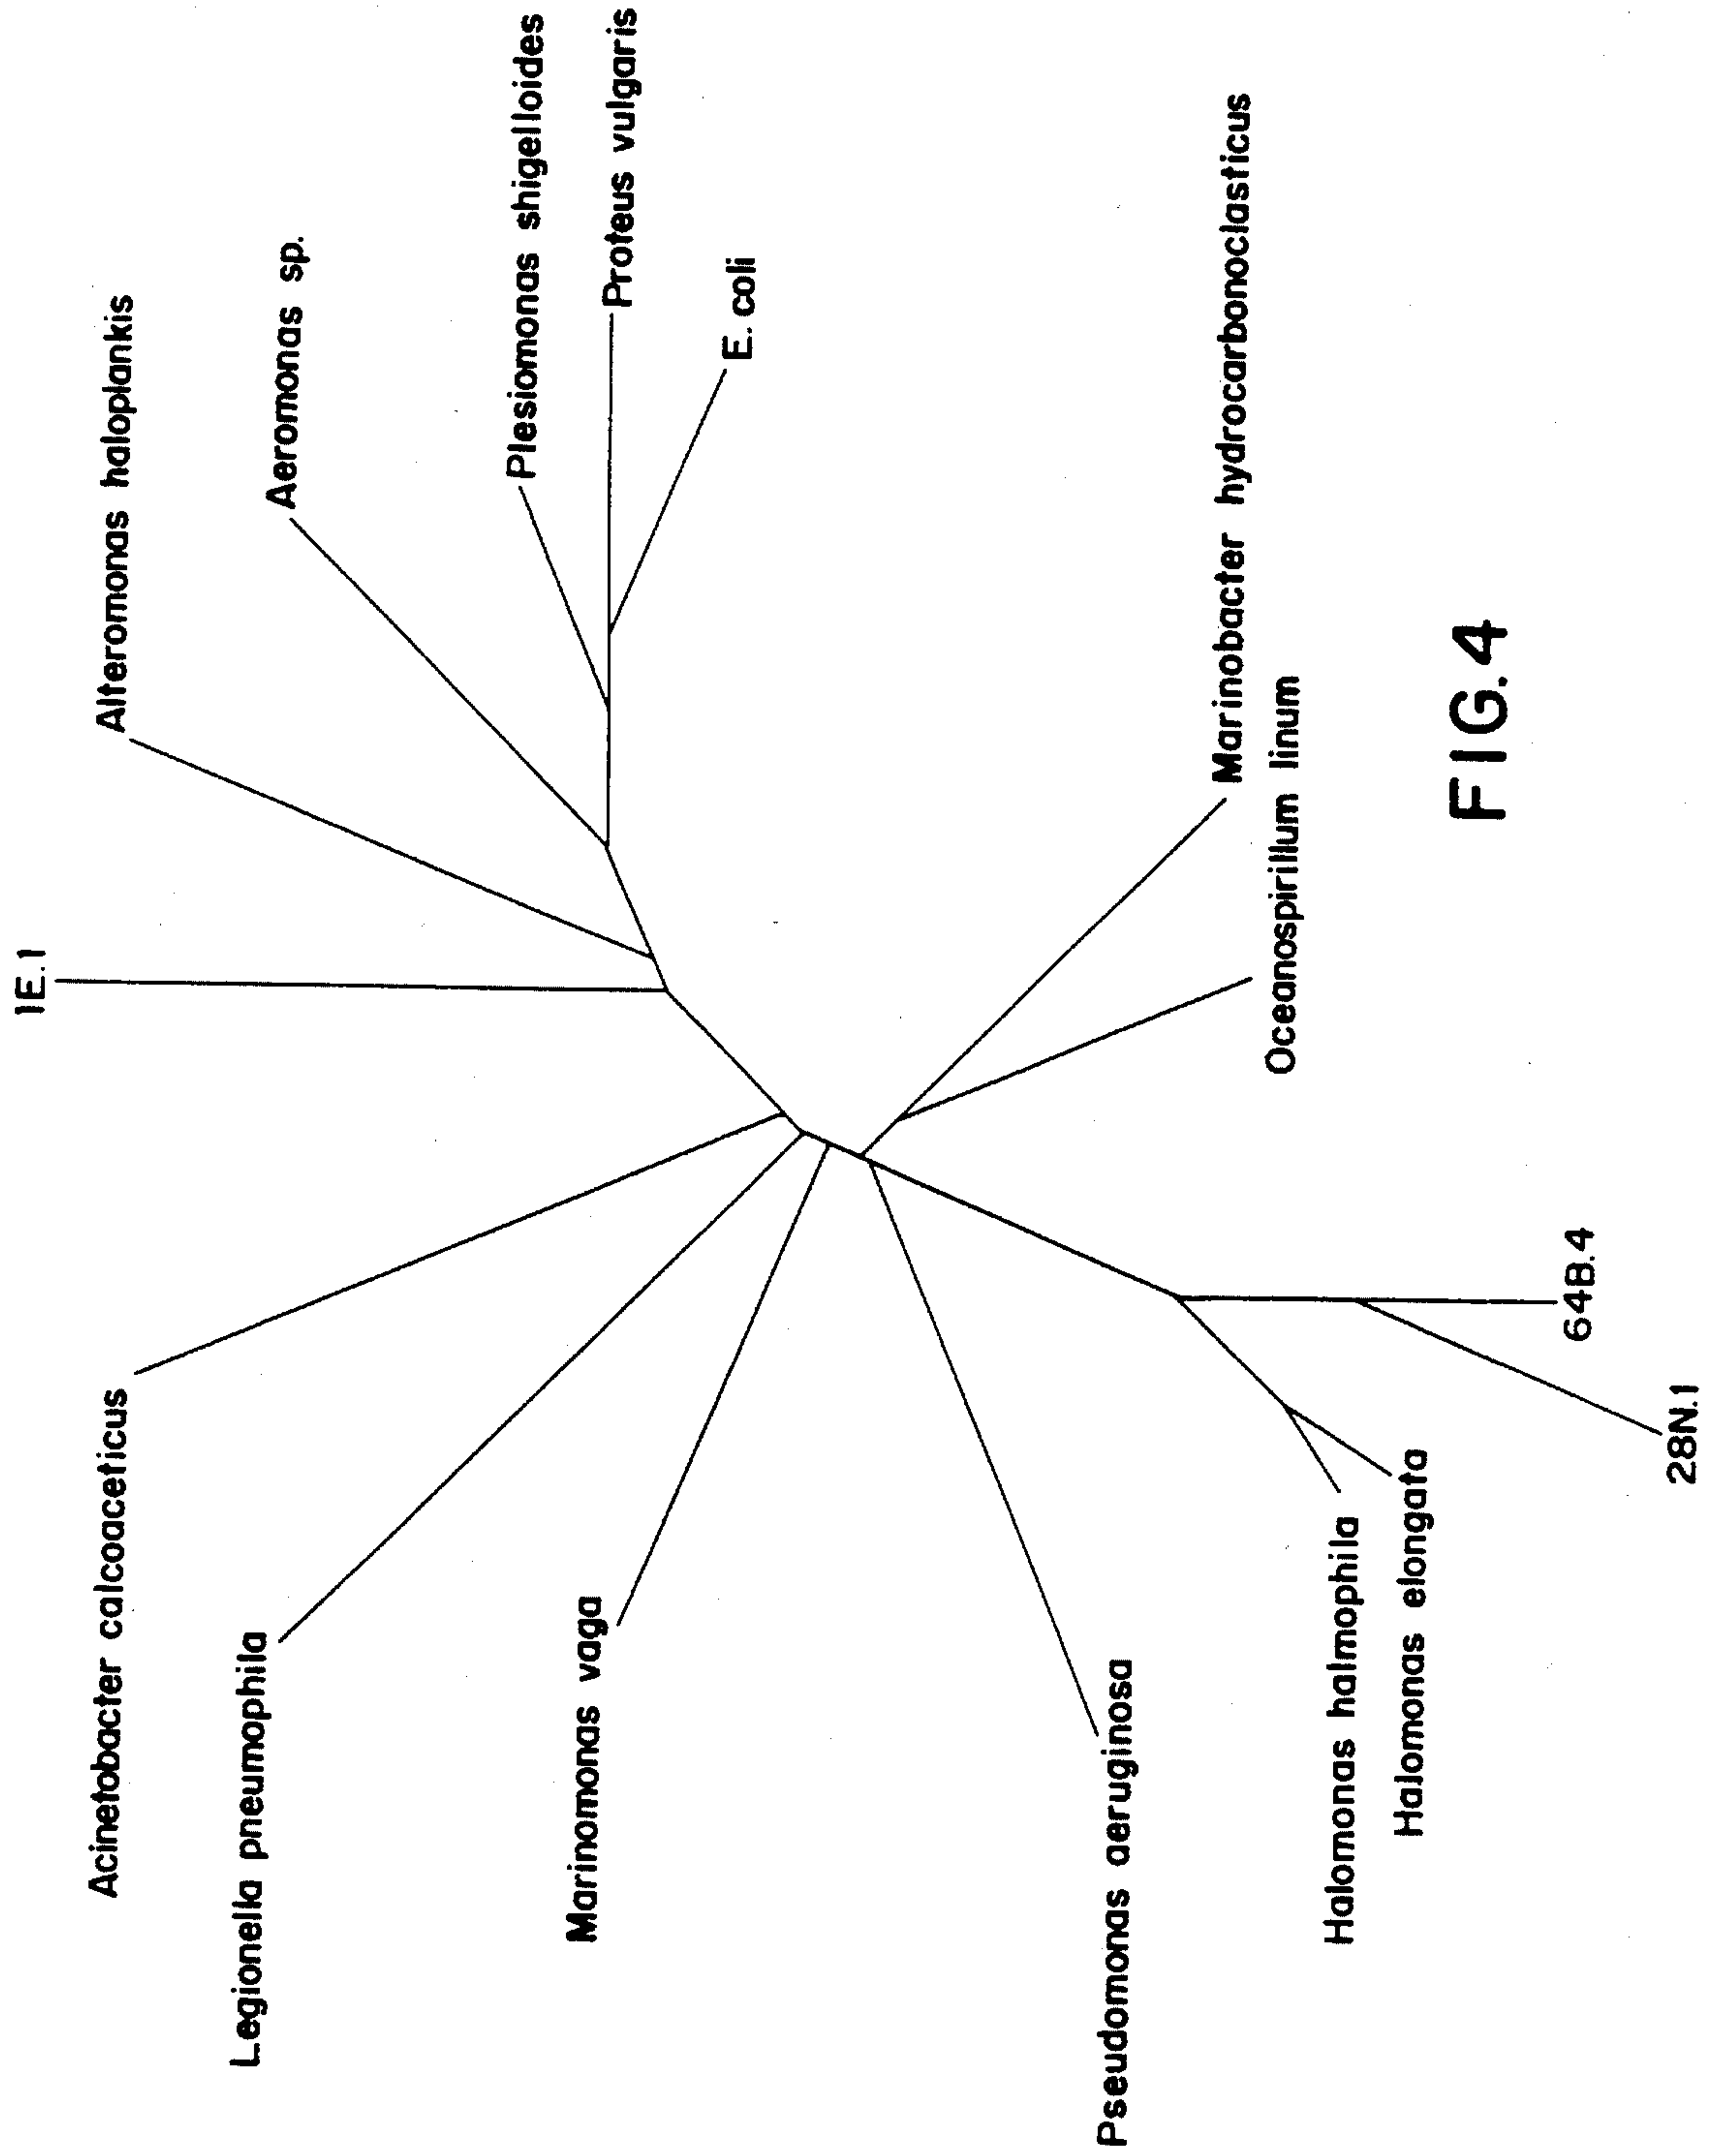 Acinetobacter calcoaceticus
Legionella pneumophila
Marinomonas vaga
Pseudomonas aeruginosa
Halomonas halmophila
Halomonas elongata
28N.1
64B.4
1E.1
Alteromonas haloplankis
Aeromonas sp.
Plesiomonas shigelloides
Proteus vulgaris
E. coli
Marinobacter hydrocarbonoclasticus
Oceanospirillum linum
FIG.4